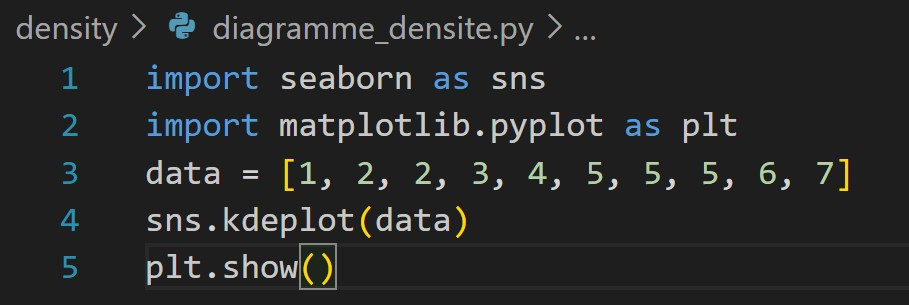 density > diagramme_densite.py > ...
1 import seaborn as sns
2 import matplotlib.pyplot as plt
3 data = [1, 2, 2, 3, 4, 5, 5, 5, 6, 7]
4 sns.kdeplot(data)
5 plt.show()